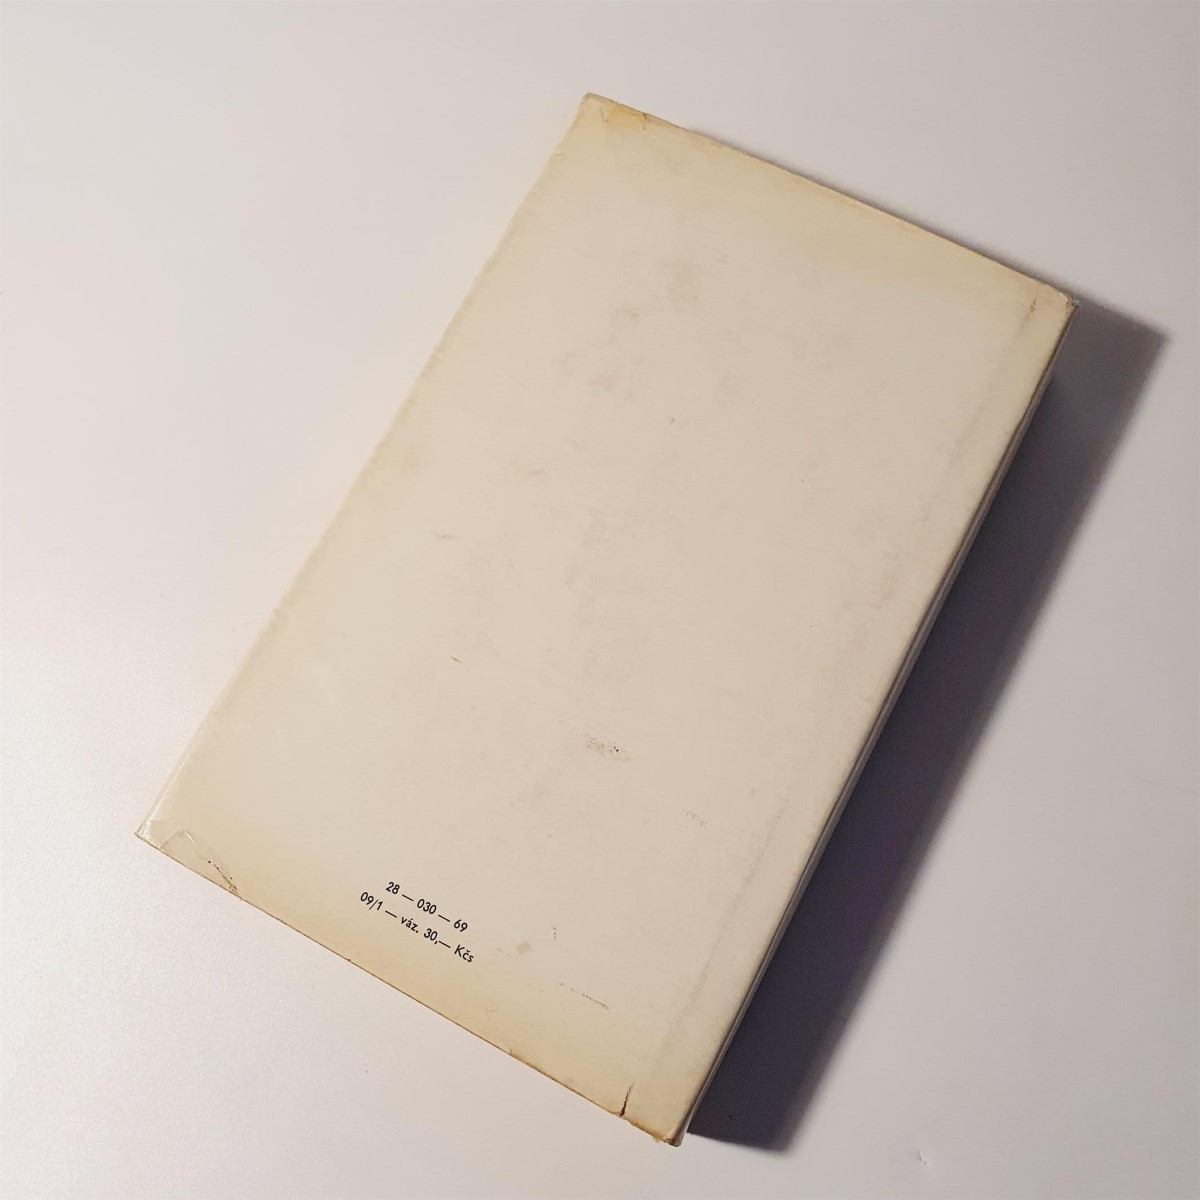 28 — 030 — 69
09/1 — váz. 30,— Kčs